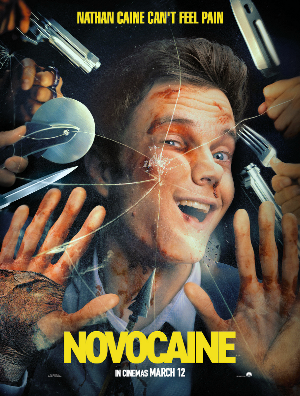 NATHAN CAINE CAN'T FEEL PAIN
NOVOCAINE
IN CINEMAS MARCH 12